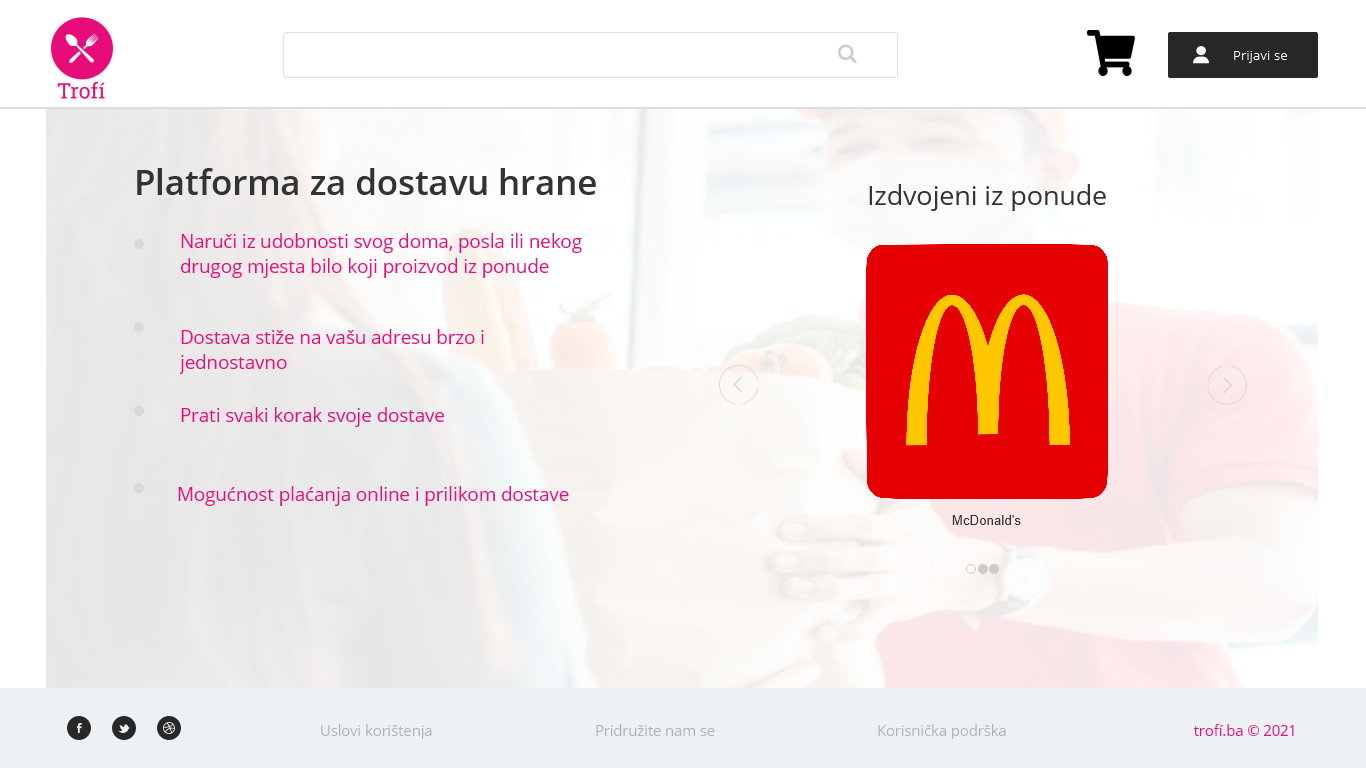 Trofí
Prijavi se
Platforma za dostavu hrane
Naruči iz udobnosti svog doma, posla ili nekog
drugog mjesta bilo koji proizvod iz ponude
Dostava stiže na vašu adresu brzo i
jednostavno
Prati svaki korak svoje dostave
Mogućnost plaćanja online i prilikom dostave
Izdvojeni iz ponude
McDonald's
Uslovi korištenja
Pridružite nam se
Korisnička podrška
trofí.ba © 2021